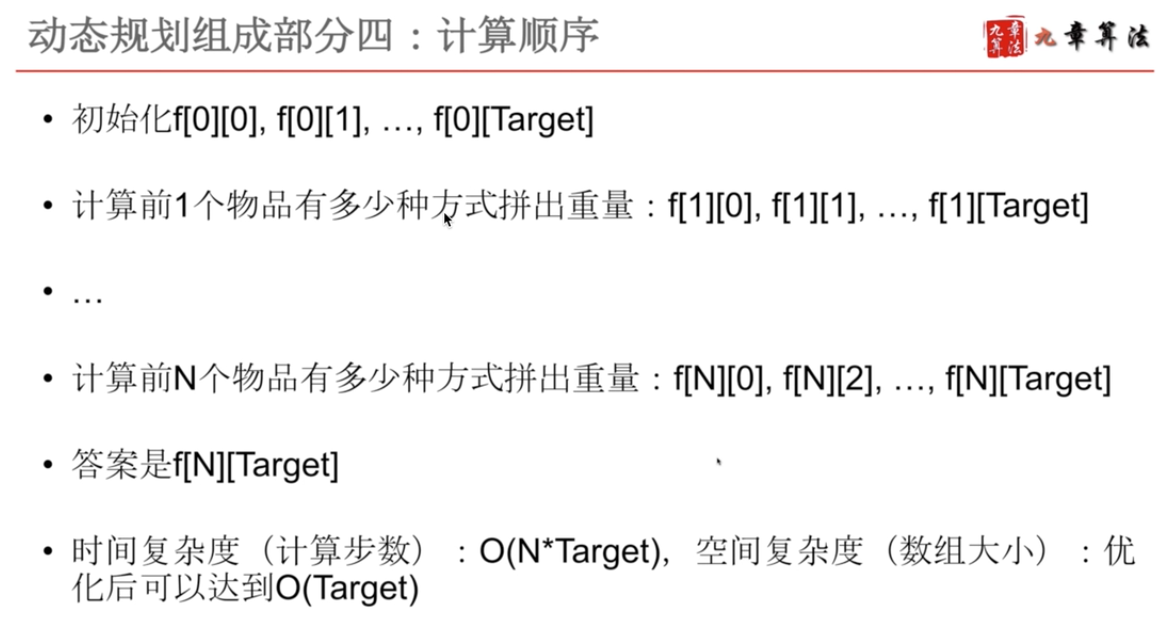 动态规划组成部分四：计算顺序
九章算法
九章算法
• 初始化f[0][0], f[0][1], …, f[0][Target]
• 计算前1个物品有多少种方式拼出重量：f[1][0], f[1][1], …, f[1][Target]
• …
• 计算前N个物品有多少种方式拼出重量：f[N][0], f[N][2], …, f[N][Target]
• 答案是f[N][Target]
• 时间复杂度（计算步数）：O(N*Target)，空间复杂度（数组大小）：优
化后可以达到O(Target)